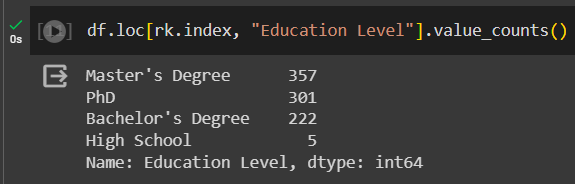 df.loc[rk.index, "Education Level"].value_counts()
0s
Master's Degree 357
PhD 301
Bachelor's Degree 222
High School 5
Name: Education Level, dtype: int64